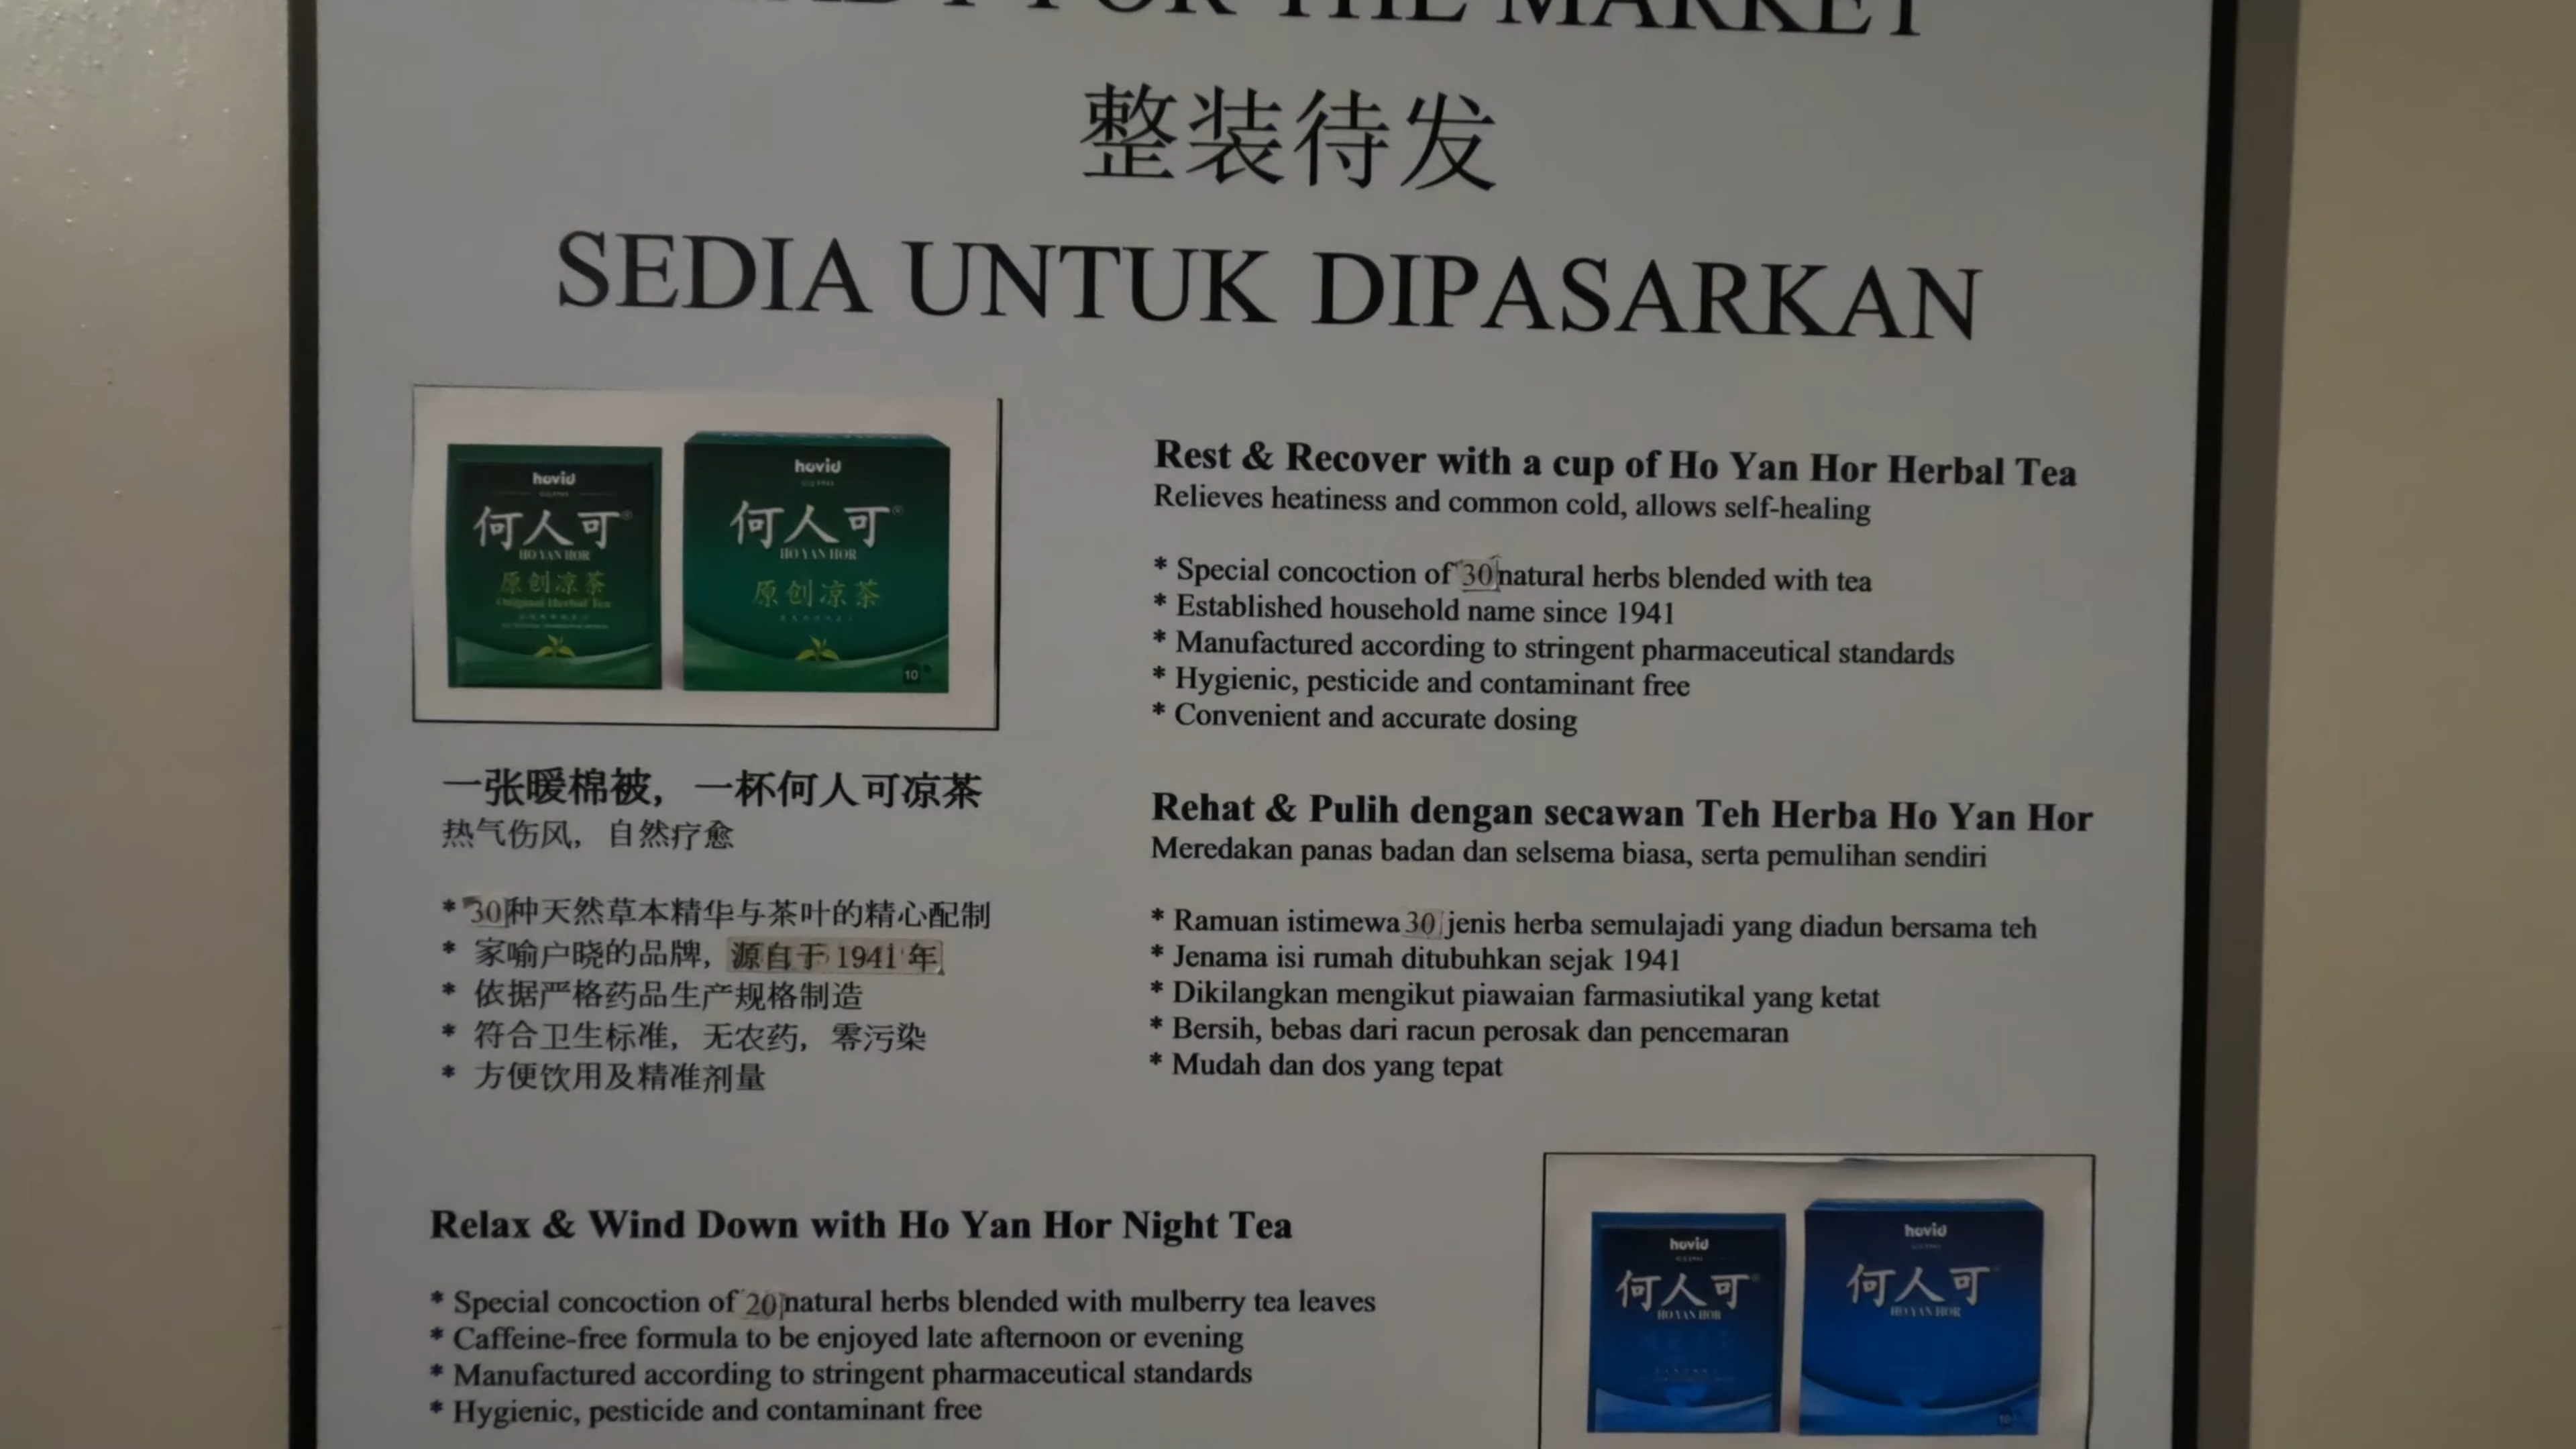 FOR THE MARKET
整装待发
SEDIA UNTUK DIPASARKAN
hovid
何人可®
HO YAN HOR
原创凉茶
Original Herbal Tea
hovid
何人可®
HO YAN HOR
原创凉茶
10
Rest & Recover with a cup of Ho Yan Hor Herbal Tea
Relieves heatiness and common cold, allows self-healing
* Special concoction of 30 natural herbs blended with tea
* Established household name since 1941
* Manufactured according to stringent pharmaceutical standards
* Hygienic, pesticide and contaminant free
* Convenient and accurate dosing
一张暖棉被，一杯何人可凉茶
热气伤风，自然疗愈
* 30种天然草本精华与茶叶的精心配制
* 家喻户晓的品牌，源自于 1941 年
* 依据严格药品生产规格制造
* 符合卫生标准，无农药，零污染
* 方便饮用及精准剂量
Rehat & Pulih dengan secawan Teh Herba Ho Yan Hor
Meredakan panas badan dan selsema biasa, serta pemulihan sendiri
* Ramuan istimewa 30 jenis herba semulajadi yang diadun bersama teh
* Jenama isi rumah ditubuhkan sejak 1941
* Dikilangkan mengikut piawaian farmasiutikal yang ketat
* Bersih, bebas dari racun perosak dan pencemaran
* Mudah dan dos yang tepat
Relax & Wind Down with Ho Yan Hor Night Tea
* Special concoction of 20 natural herbs blended with mulberry tea leaves
* Caffeine-free formula to be enjoyed late afternoon or evening
* Manufactured according to stringent pharmaceutical standards
* Hygienic, pesticide and contaminant free
hovid
何人可®
HO YAN HOR
hovid
何人可
HO YAN HOR
10